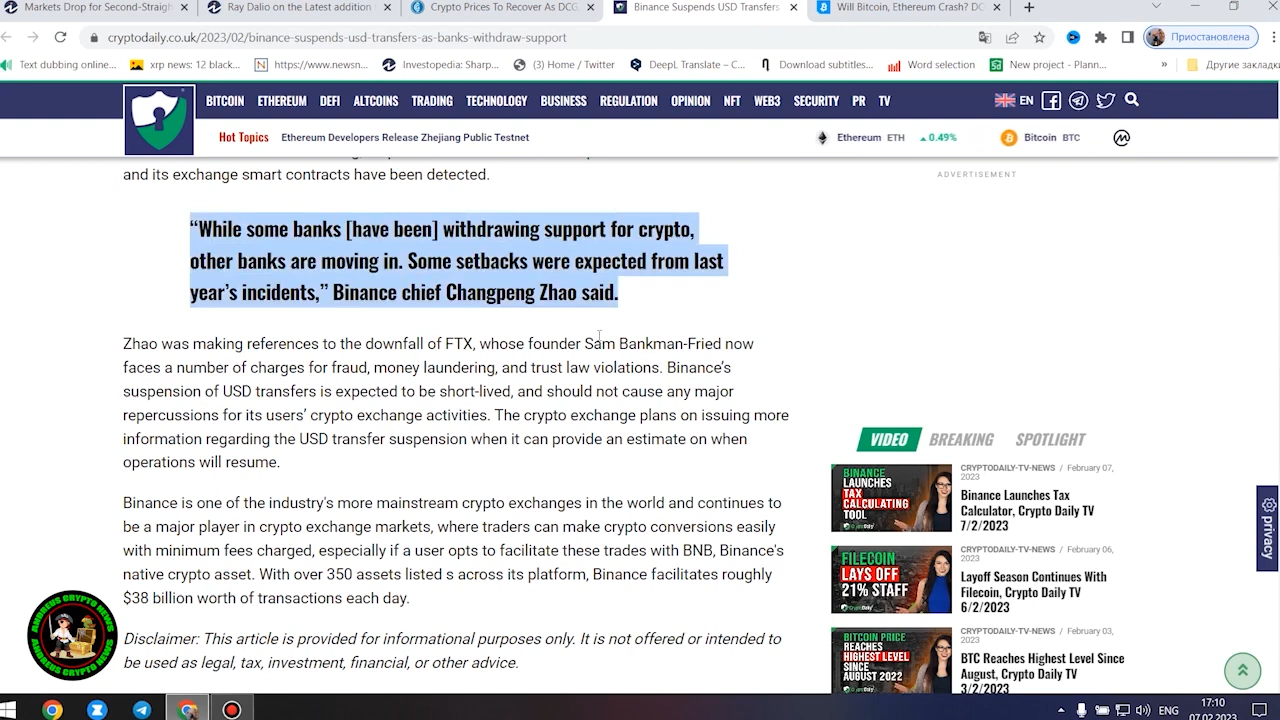 Markets Drop for Second-Straigh
Ray Dalio on the Latest addition
Crypto Prices To Recover As DCG
Binance Suspends USD Transfers
Will Bitcoin, Ethereum Crash? DC
cryptodaily.co.uk/2023/02/binance-suspends-usd-transfers-as-banks-withdraw-support
Приостановлена
Text dubbing online...
xrp news: 12 black...
https://www.newsn...
Investopedia: Sharp...
(3) Home / Twitter
DeepL Translate – C...
Download subtitles...
Word selection
New project - Plann...
»
Другие закладки
BITCOIN ETHEREUM DEFI ALTCOINS TRADING TECHNOLOGY BUSINESS REGULATION OPINION NFT WEB3 SECURITY PR TV
EN
Hot Topics Ethereum Developers Release Zhejiang Public Testnet
Ethereum ETH 0.49%
Bitcoin BTC
and its exchange smart contracts have been detected.
ADVERTISEMENT
“While some banks [have been] withdrawing support for crypto,
other banks are moving in. Some setbacks were expected from last
year’s incidents,” Binance chief Changpeng Zhao said.
Zhao was making references to the downfall of FTX, whose founder Sam Bankman-Fried now
faces a number of charges for fraud, money laundering, and trust law violations. Binance’s
suspension of USD transfers is expected to be short-lived, and should not cause any major
repercussions for its users’ crypto exchange activities. The crypto exchange plans on issuing more
information regarding the USD transfer suspension when it can provide an estimate on when
operations will resume.
Binance is one of the industry's more mainstream crypto exchanges in the world and continues to
be a major player in crypto exchange markets, where traders can make crypto conversions easily
with minimum fees charged, especially if a user opts to facilitate these trades with BNB, Binance's
native crypto asset. With over 350 assets listed s across its platform, Binance facilitates roughly
$38 billion worth of transactions each day.
Disclaimer: This article is provided for informational purposes only. It is not offered or intended to
be used as legal, tax, investment, financial, or other advice.
VIDEO BREAKING SPOTLIGHT
BINANCE
LAUNCHES
TAX
CALCULATING
TOOL
CRYPTODAILY-TV-NEWS / February 07,
2023
Binance Launches Tax
Calculator, Crypto Daily TV
7/2/2023
FILECOIN
LAYS OFF
21% STAFF
CRYPTODAILY-TV-NEWS / February 06,
2023
Layoff Season Continues With
Filecoin, Crypto Daily TV
6/2/2023
BITCOIN PRICE
REACHES
HIGHEST LEVEL
SINCE
AUGUST 2022
CRYPTODAILY-TV-NEWS / February 03,
2023
BTC Reaches Highest Level Since
August, Crypto Daily TV
3/2/2023
privacy
ANDREUS CRYPTO NEWS
ANDREUS CRYPTO NEWS
ENG
17:10
07.02.2023